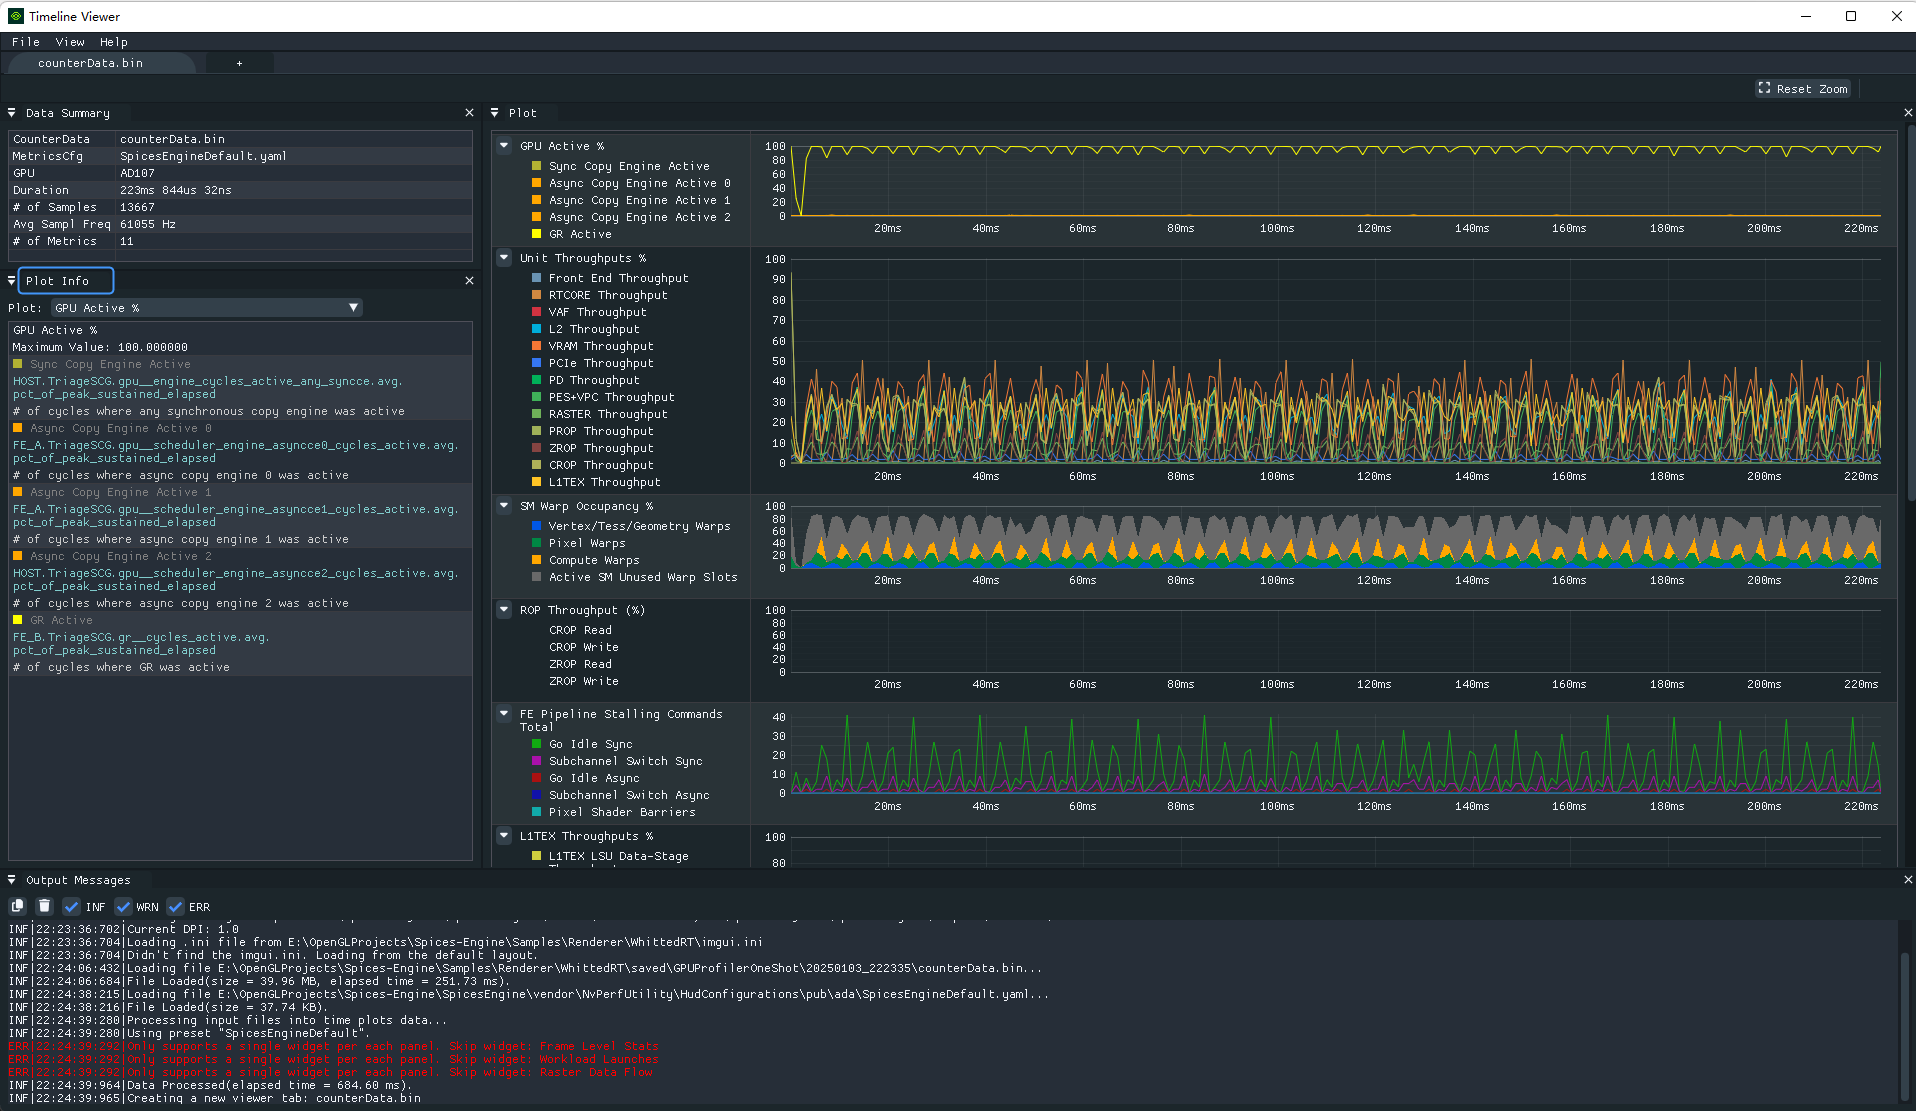 Timeline Viewer
File View Help
counterData.bin +
Reset Zoom
Data Summary
CounterData counterData.bin
MetricsCfg SpicesEngineDefault.yaml
GPU AD107
Duration 223ms 844us 32ns
# of Samples 13667
Avg Sampl Freq 61055 Hz
# of Metrics 11
Plot Info
Plot: GPU Active %
GPU Active %
Maximum Value: 100.000000
Sync Copy Engine Active
HOST.TriageSCG.gpu__engine_cycles_active_any_syncce.avg.
pct_of_peak_sustained_elapsed
# of cycles where any synchronous copy engine was active
Async Copy Engine Active 0
FE_A.TriageSCG.gpu__scheduler_engine_asyncce0_cycles_active.avg.
pct_of_peak_sustained_elapsed
# of cycles where async copy engine 0 was active
Async Copy Engine Active 1
FE_A.TriageSCG.gpu__scheduler_engine_asyncce1_cycles_active.avg.
pct_of_peak_sustained_elapsed
# of cycles where async copy engine 1 was active
Async Copy Engine Active 2
HOST.TriageSCG.gpu__scheduler_engine_asyncce2_cycles_active.avg.
pct_of_peak_sustained_elapsed
# of cycles where async copy engine 2 was active
GR Active
FE_B.TriageSCG.gr__cycles_active.avg.
pct_of_peak_sustained_elapsed
# of cycles where GR was active
Plot
GPU Active %
Sync Copy Engine Active
Async Copy Engine Active 0
Async Copy Engine Active 1
Async Copy Engine Active 2
GR Active
100
80
60
40
20
0
20ms 40ms 60ms 80ms 100ms 120ms 140ms 160ms 180ms 200ms 220ms
Unit Throughputs %
Front End Throughput
RTCORE Throughput
VAF Throughput
L2 Throughput
VRAM Throughput
PCIe Throughput
PD Throughput
PES+VPC Throughput
RASTER Throughput
PROP Throughput
ZROP Throughput
CROP Throughput
L1TEX Throughput
100
90
80
70
60
50
40
30
20
10
0
20ms 40ms 60ms 80ms 100ms 120ms 140ms 160ms 180ms 200ms 220ms
SM Warp Occupancy %
Vertex/Tess/Geometry Warps
Pixel Warps
Compute Warps
Active SM Unused Warp Slots
100
80
60
40
20
0
20ms 40ms 60ms 80ms 100ms 120ms 140ms 160ms 180ms 200ms 220ms
ROP Throughput (%)
CROP Read
CROP Write
ZROP Read
ZROP Write
100
80
60
40
20
0
20ms 40ms 60ms 80ms 100ms 120ms 140ms 160ms 180ms 200ms 220ms
FE Pipeline Stalling Commands
Total
Go Idle Sync
Subchannel Switch Sync
Go Idle Async
Subchannel Switch Async
Pixel Shader Barriers
40
30
20
10
0
20ms 40ms 60ms 80ms 100ms 120ms 140ms 160ms 180ms 200ms 220ms
L1TEX Throughputs %
L1TEX LSU Data-Stage
100
80
Output Messages
INF WRN ERR
INF|22:23:36:702|Current DPI: 1.0
INF|22:23:36:704|Loading .ini file from E:\OpenGLProjects\Spices-Engine\Samples\Renderer\WhittedRT\imgui.ini
INF|22:23:36:704|Didn't find the imgui.ini. Loading from the default layout.
INF|22:24:06:432|Loading file E:\OpenGLProjects\Spices-Engine\Samples\Renderer\WhittedRT\saved\GPUProfilerOneShot\20250103_222335\counterData.bin...
INF|22:24:06:684|File Loaded(size = 39.96 MB, elapsed time = 251.73 ms).
INF|22:24:38:215|Loading file E:\OpenGLProjects\Spices-Engine\SpicesEngine\vendor\NvPerfUtility\HudConfigurations\pub\ada\SpicesEngineDefault.yaml...
INF|22:24:38:216|File Loaded(size = 37.74 KB).
INF|22:24:39:280|Processing input files into time plots data...
INF|22:24:39:280|Using preset "SpicesEngineDefault".
ERR|22:24:39:292|Only supports a single widget per each panel. Skip widget: Frame Level Stats
ERR|22:24:39:292|Only supports a single widget per each panel. Skip widget: Workload Launches
ERR|22:24:39:292|Only supports a single widget per each panel. Skip widget: Raster Data Flow
INF|22:24:39:964|Data Processed(elapsed time = 684.60 ms).
INF|22:24:39:965|Creating a new viewer tab: counterData.bin